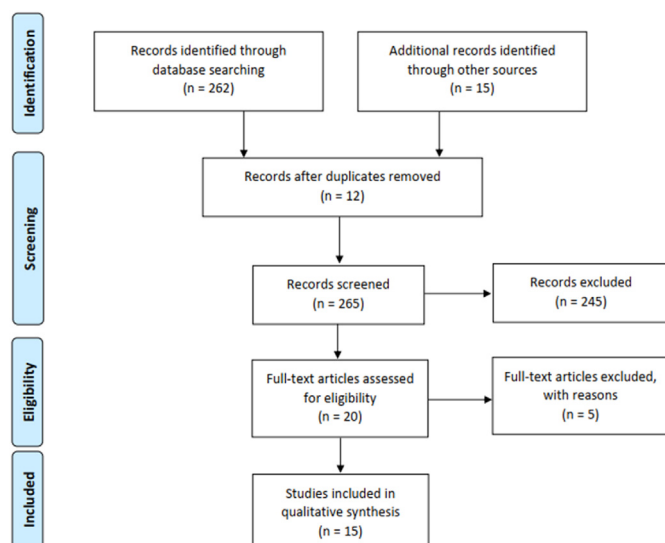 Identification
Records identified through
database searching
(n = 262)
Additional records identified
through other sources
(n = 15)
Screening
Records after duplicates removed
(n = 12)
Records screened
(n = 265)
Records excluded
(n = 245)
Eligibility
Full-text articles assessed
for eligibility
(n = 20)
Full-text articles excluded,
with reasons
(n = 5)
Included
Studies included in
qualitative synthesis
(n = 15)